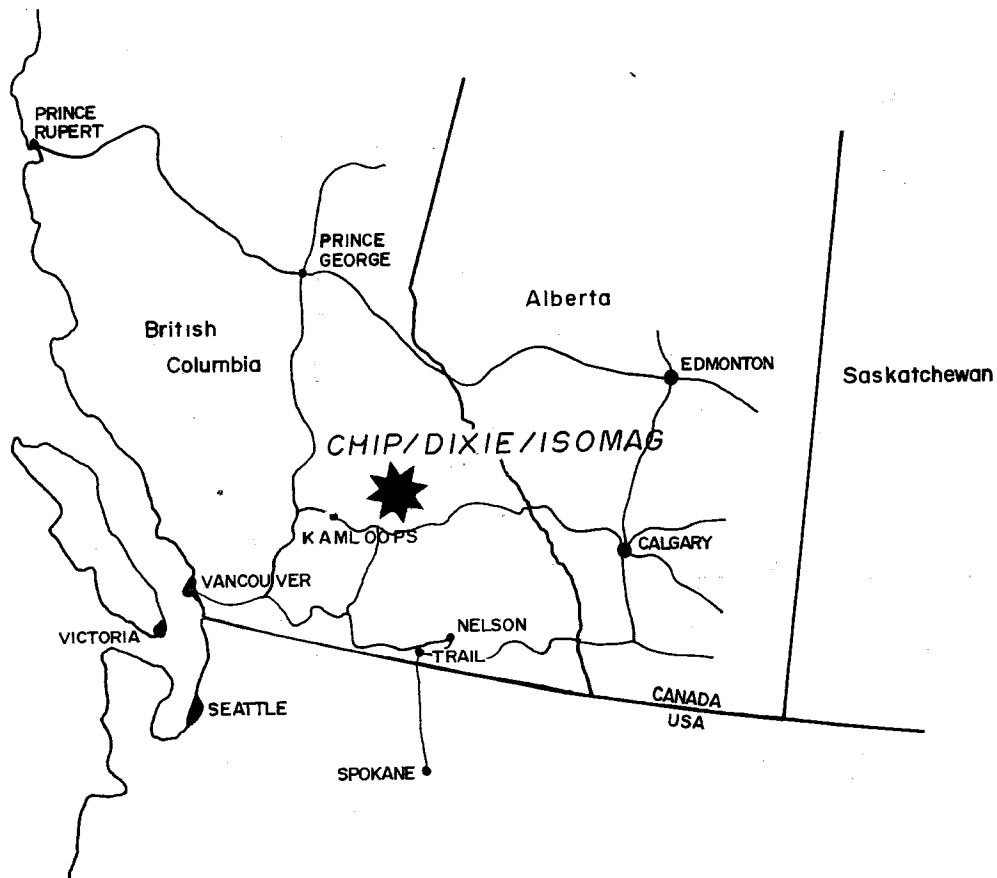 PRINCE
RUPERT
PRINCE
GEORGE
Alberta
British
Columbia
EDMONTON
Saskatchewan
CHIP/DIXIE/ISOMAG
KAMLOOPS
CALGARY
VANCOUVER
NELSON
VICTORIA
TRAIL
CANADA
SEATTLE
USA
SPOKANE